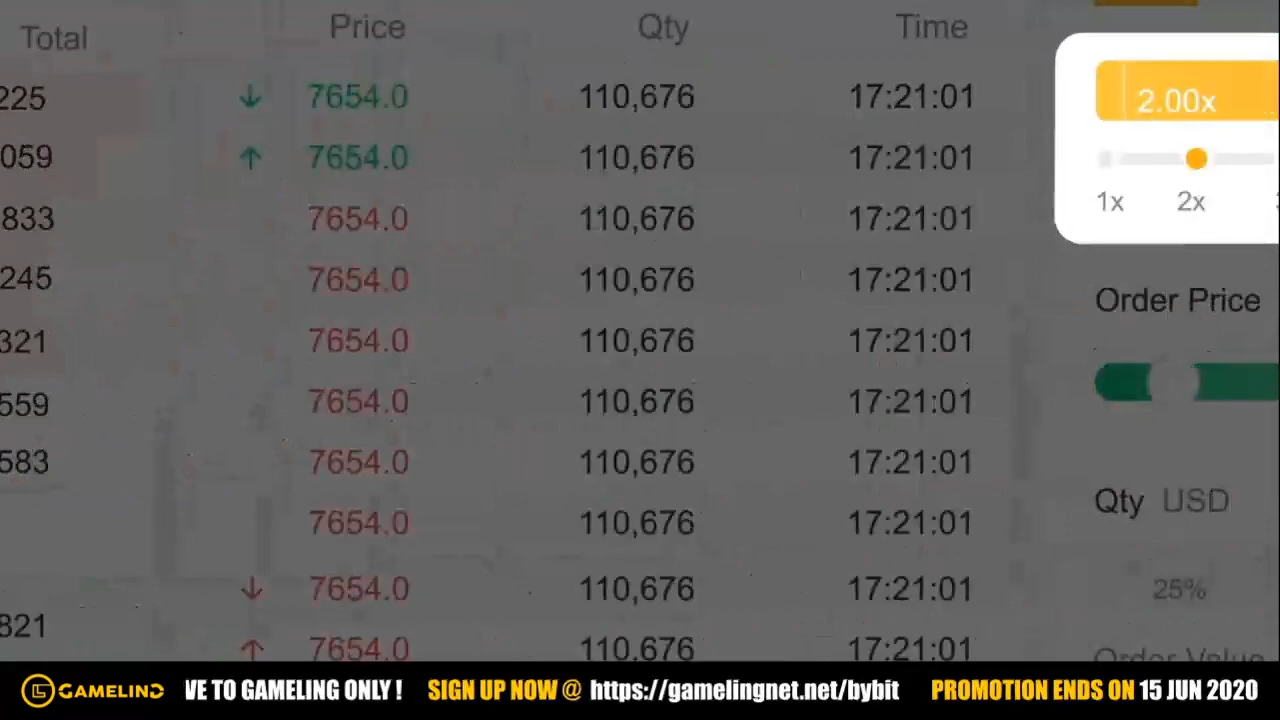 Total Price Qty Time
225 7654.0 110,676 17:21:01
2.00x
059 7654.0 110,676 17:21:01
1x 2x
833 7654.0 110,676 17:21:01
245 7654.0 110,676 17:21:01
Order Price
321 7654.0 110,676 17:21:01
559 7654.0 110,676 17:21:01
583 7654.0 110,676 17:21:01
7654.0 110,676 17:21:01
Qty USD
7654.0 110,676 17:21:01
25%
821 7654.0 110,676 17:21:01
Order Value
GAMELING VE TO GAMELING ONLY ! SIGN UP NOW @ https://gamelingnet.net/bybit PROMOTION ENDS ON 15 JUN 2020